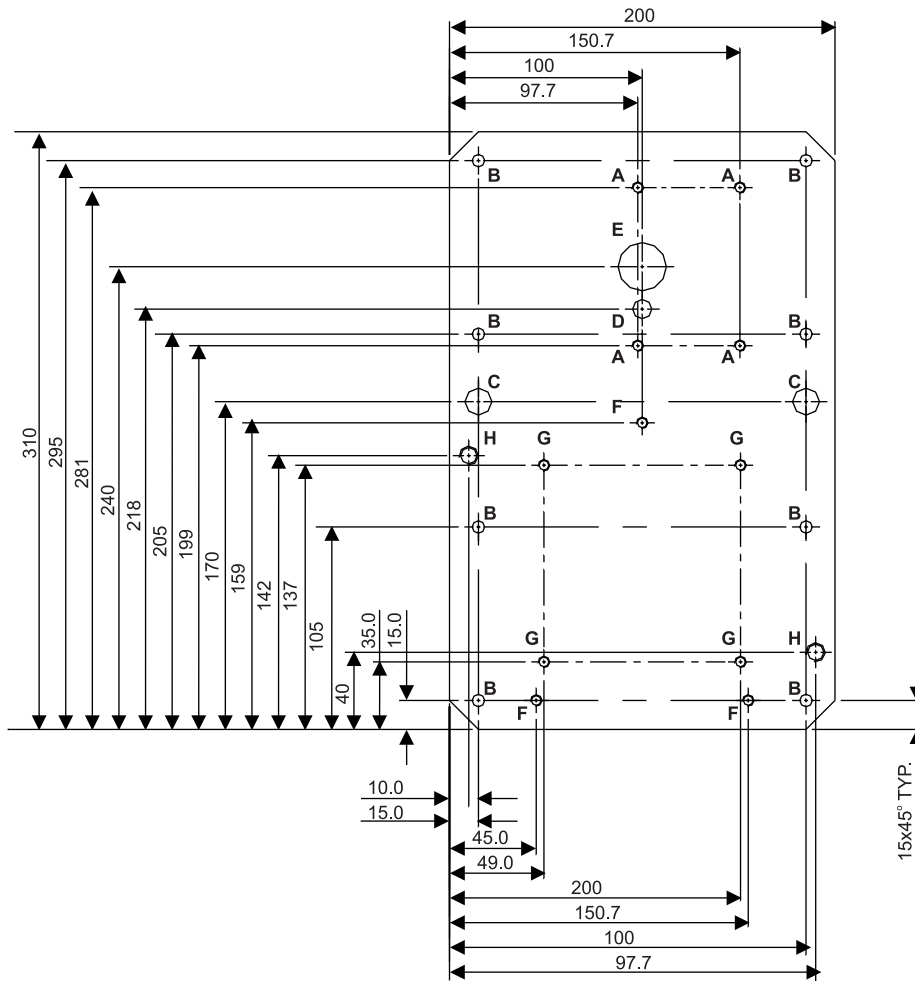 200
150.7
100
97.7
B A A B
E
D
B B
A A
C C
F
H G G
B B
G G H
B B
F F
310
295
281
240
218
205
199
170
159
142
137
105
40
35.0
15.0
10.0
15.0
45.0
49.0
200
150.7
100
97.7
15x45° TYP.